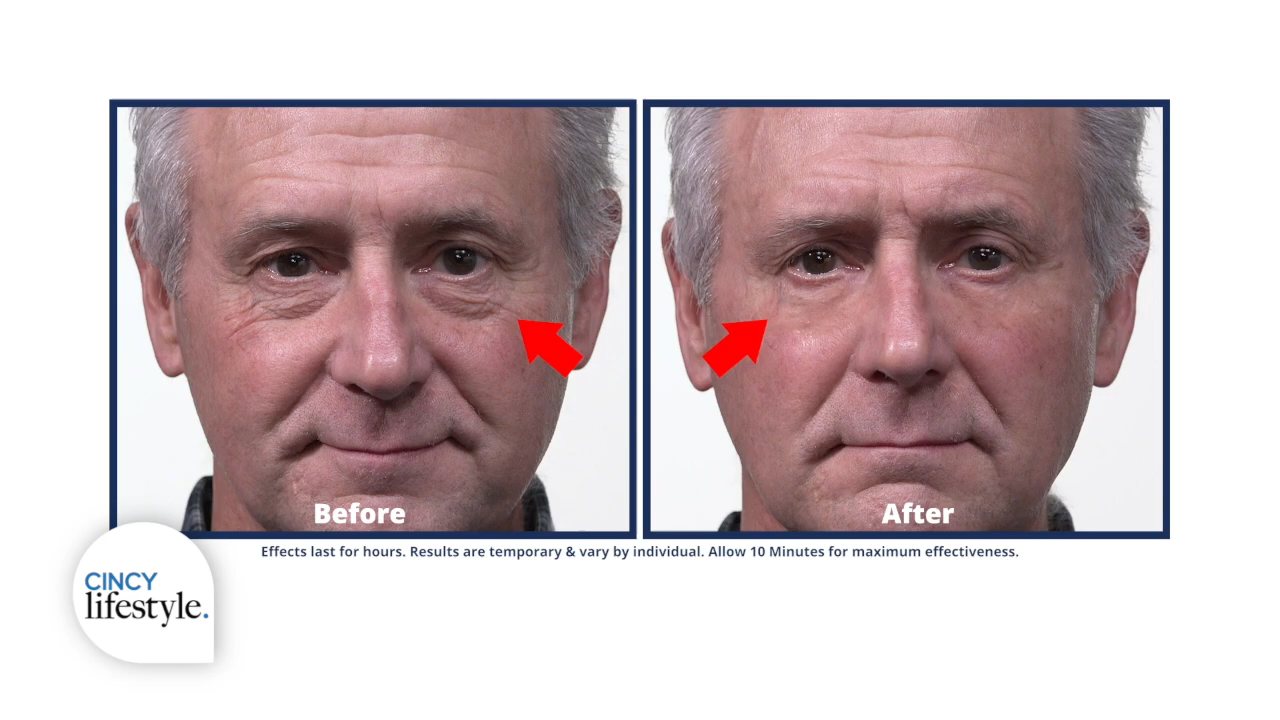 Before
After
Effects last for hours. Results are temporary & vary by individual. Allow 10 Minutes for maximum effectiveness.
CINCY
lifestyle.